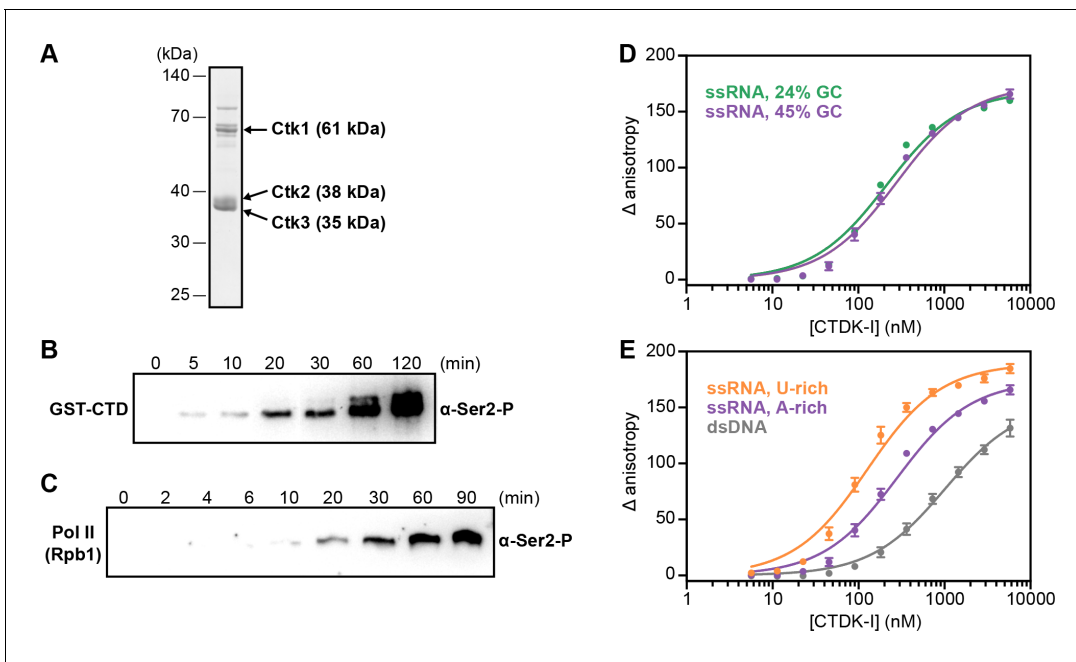 A
(kDa)
140
70
40
30
25
Ctk1 (61 kDa)
Ctk2 (38 kDa)
Ctk3 (35 kDa)
B
0 5 10 20 30 60 120 (min)
GST-CTD
α-Ser2-P
C
0 2 4 6 10 20 30 60 90 (min)
Pol II
(Rpb1)
α-Ser2-P
D
200
150
100
50
0
Δ anisotropy
ssRNA, 24% GC
ssRNA, 45% GC
1 10 100 1000 10000
[CTDK-I] (nM)
E
200
150
100
50
0
Δ anisotropy
ssRNA, U-rich
ssRNA, A-rich
dsDNA
1 10 100 1000 10000
[CTDK-I] (nM)